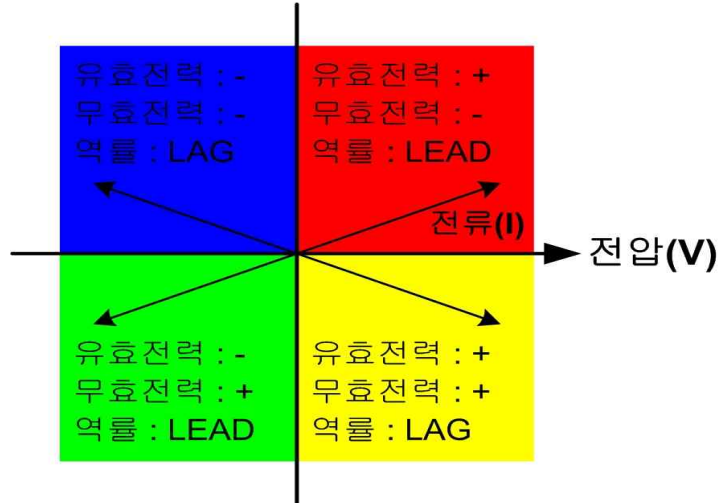 유효전력 : -
무효전력 : -
역률 : LAG
유효전력 : +
무효전력 : -
역률 : LEAD
전류(I)
전압(V)
유효전력 : -
무효전력 : +
역률 : LEAD
유효전력 : +
무효전력 : +
역률 : LAG